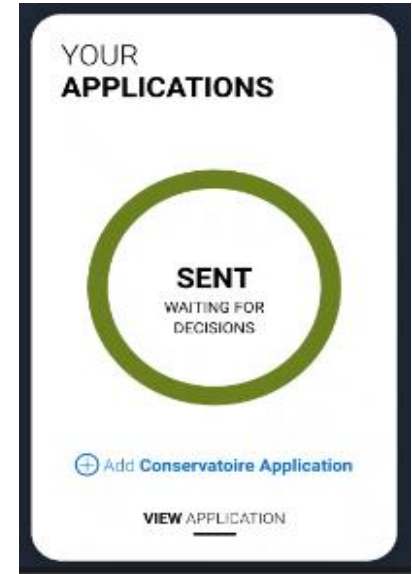 YOUR
APPLICATIONS
SENT
WAITING FOR
DECISIONS
Add Conservatoire Application
VIEW APPLICATION